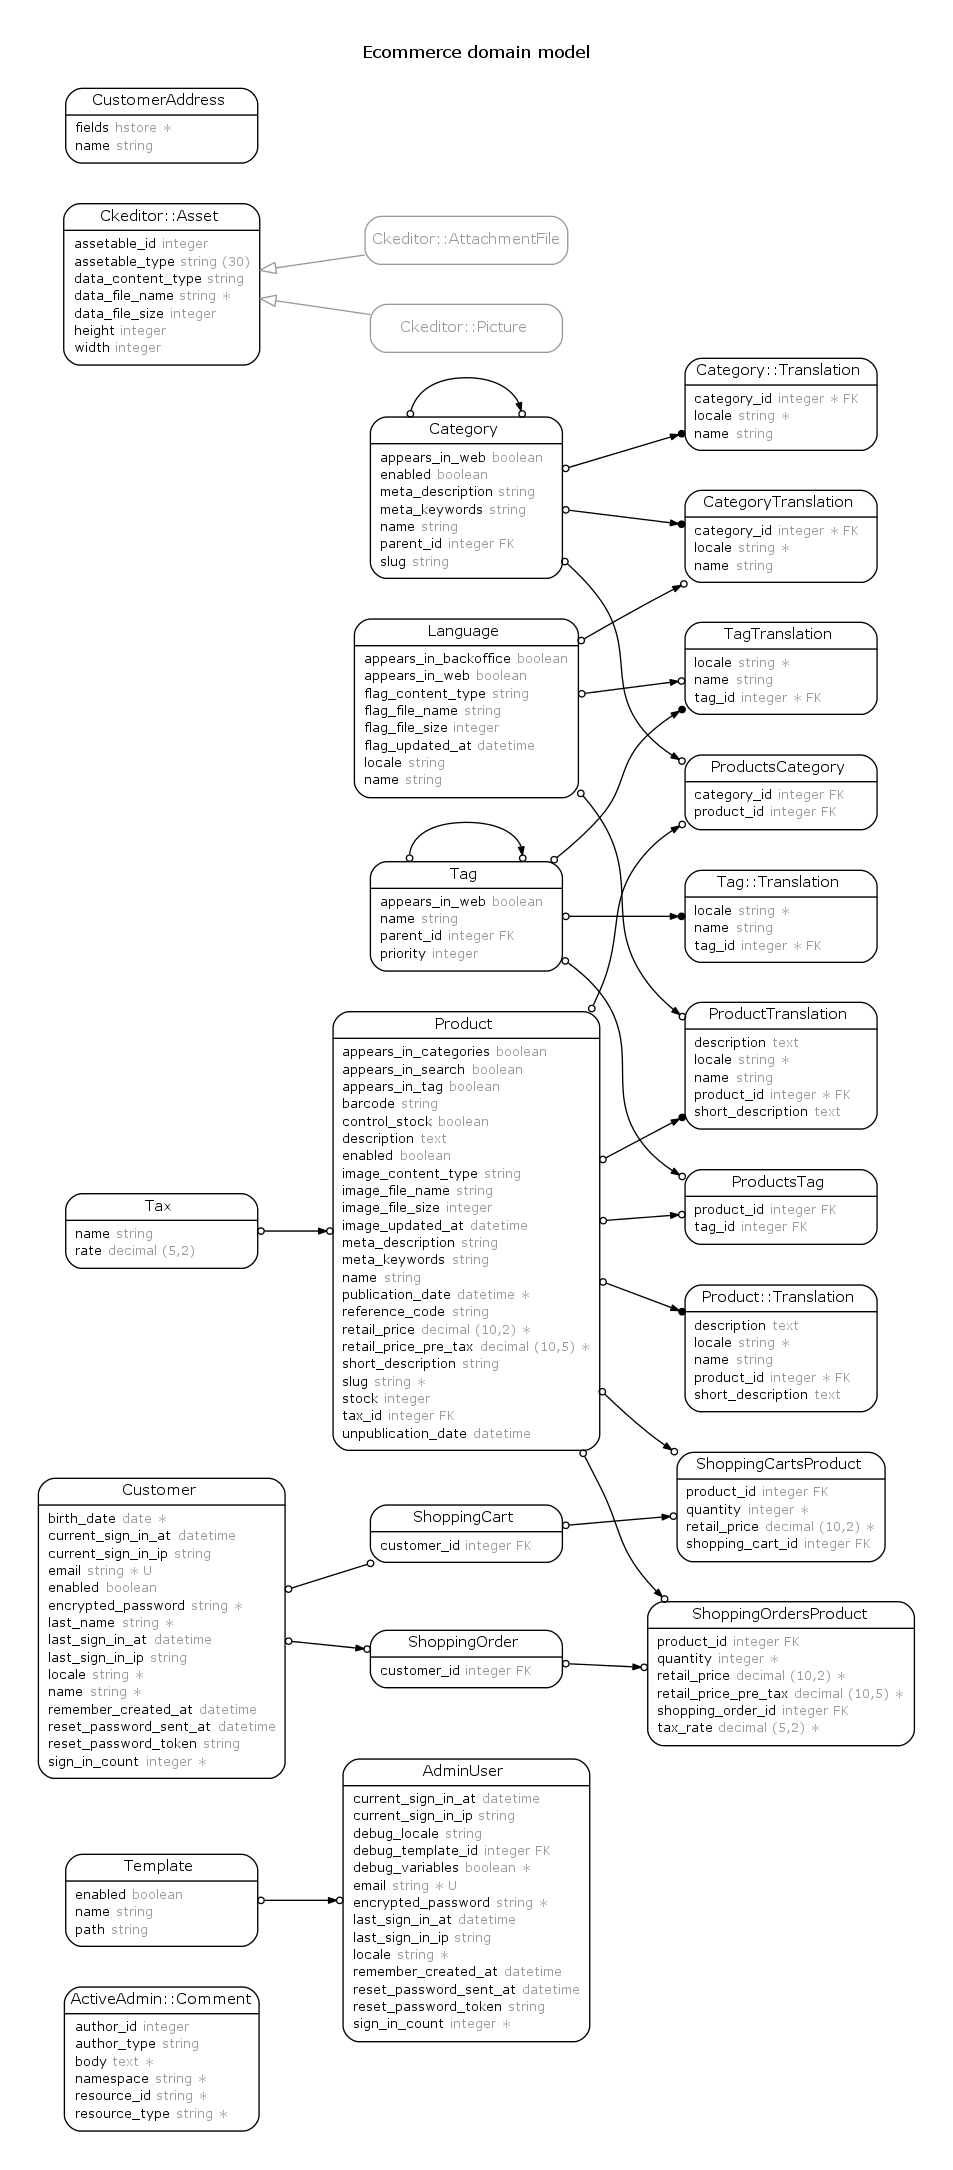 Ecommerce domain model
CustomerAddress
fields hstore ∗
name string
Ckeditor::Asset
assetable_id integer
assetable_type string (30)
data_content_type string
data_file_name string ∗
data_file_size integer
height integer
width integer
Ckeditor::AttachmentFile
Ckeditor::Picture
Category::Translation
category_id integer ∗ FK
locale string ∗
name string
Category
appears_in_web boolean
enabled boolean
meta_description string
meta_keywords string
name string
parent_id integer FK
slug string
CategoryTranslation
category_id integer ∗ FK
locale string ∗
name string
Language
appears_in_backoffice boolean
appears_in_web boolean
flag_content_type string
flag_file_name string
flag_file_size integer
flag_updated_at datetime
locale string
name string
TagTranslation
locale string ∗
name string
tag_id integer ∗ FK
ProductsCategory
category_id integer FK
product_id integer FK
Tag
appears_in_web boolean
name string
parent_id integer FK
priority integer
Tag::Translation
locale string ∗
name string
tag_id integer ∗ FK
ProductTranslation
description text
locale string ∗
name string
product_id integer ∗ FK
short_description text
Product
appears_in_categories boolean
appears_in_search boolean
appears_in_tag boolean
barcode string
control_stock boolean
description text
enabled boolean
image_content_type string
image_file_name string
image_file_size integer
image_updated_at datetime
meta_description string
meta_keywords string
name string
publication_date datetime ∗
reference_code string
retail_price decimal (10,2) ∗
retail_price_pre_tax decimal (10,5) ∗
short_description string
slug string ∗
stock integer
tax_id integer FK
unpublication_date datetime
Tax
name string
rate decimal (5,2)
ProductsTag
product_id integer FK
tag_id integer FK
Product::Translation
description text
locale string ∗
name string
product_id integer ∗ FK
short_description text
ShoppingCartsProduct
product_id integer FK
quantity integer ∗
retail_price decimal (10,2) ∗
shopping_cart_id integer FK
Customer
birth_date date ∗
current_sign_in_at datetime
current_sign_in_ip string
email string ∗ U
enabled boolean
encrypted_password string ∗
last_name string ∗
last_sign_in_at datetime
last_sign_in_ip string
locale string ∗
name string ∗
remember_created_at datetime
reset_password_sent_at datetime
reset_password_token string
sign_in_count integer ∗
ShoppingCart
customer_id integer FK
ShoppingOrder
customer_id integer FK
ShoppingOrdersProduct
product_id integer FK
quantity integer ∗
retail_price decimal (10,2) ∗
retail_price_pre_tax decimal (10,5) ∗
shopping_order_id integer FK
tax_rate decimal (5,2) ∗
AdminUser
current_sign_in_at datetime
current_sign_in_ip string
debug_locale string
debug_template_id integer FK
debug_variables boolean ∗
email string ∗ U
encrypted_password string ∗
last_sign_in_at datetime
last_sign_in_ip string
locale string ∗
remember_created_at datetime
reset_password_sent_at datetime
reset_password_token string
sign_in_count integer ∗
Template
enabled boolean
name string
path string
ActiveAdmin::Comment
author_id integer
author_type string
body text ∗
namespace string ∗
resource_id string ∗
resource_type string ∗